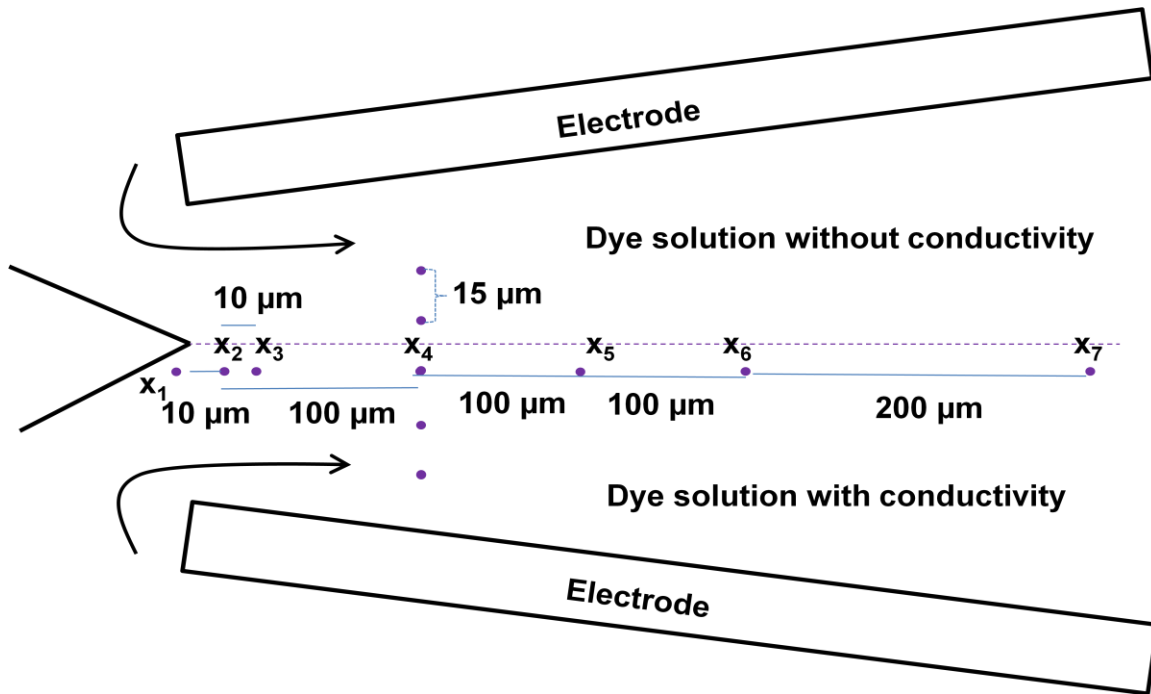 Electrode
Dye solution without conductivity
10 µm
15 µm
x₂ x₃ x₄ x₅ x₆ x₇
x₁
10 µm 100 µm 100 µm 100 µm 200 µm
Dye solution with conductivity
Electrode